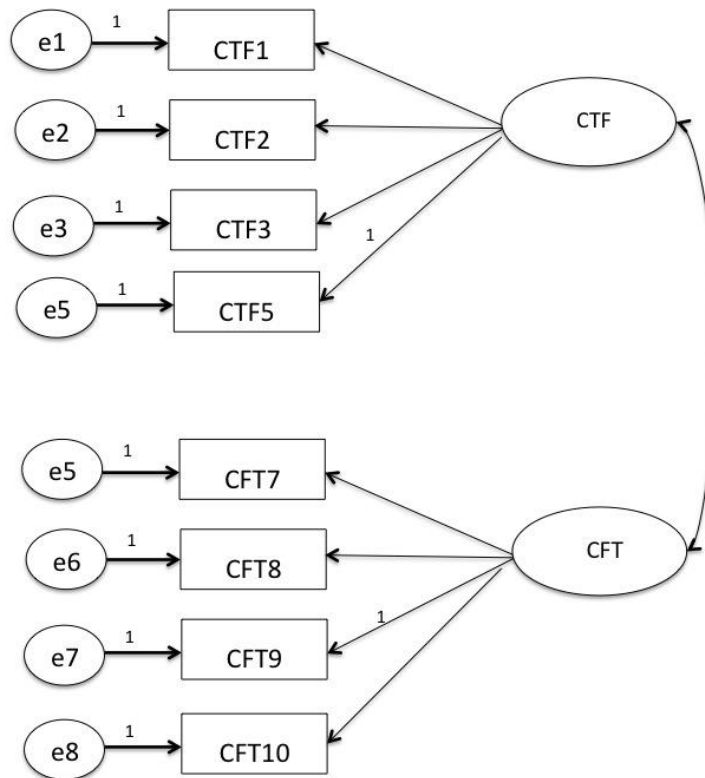 e1 1 CTF1
CTF
e2 1 CTF2
e3 1 CTF3
1
e5 1 CTF5
e5 1 CFT7
CFT
e6 1 CFT8
1
e7 1 CFT9
e8 1 CFT10